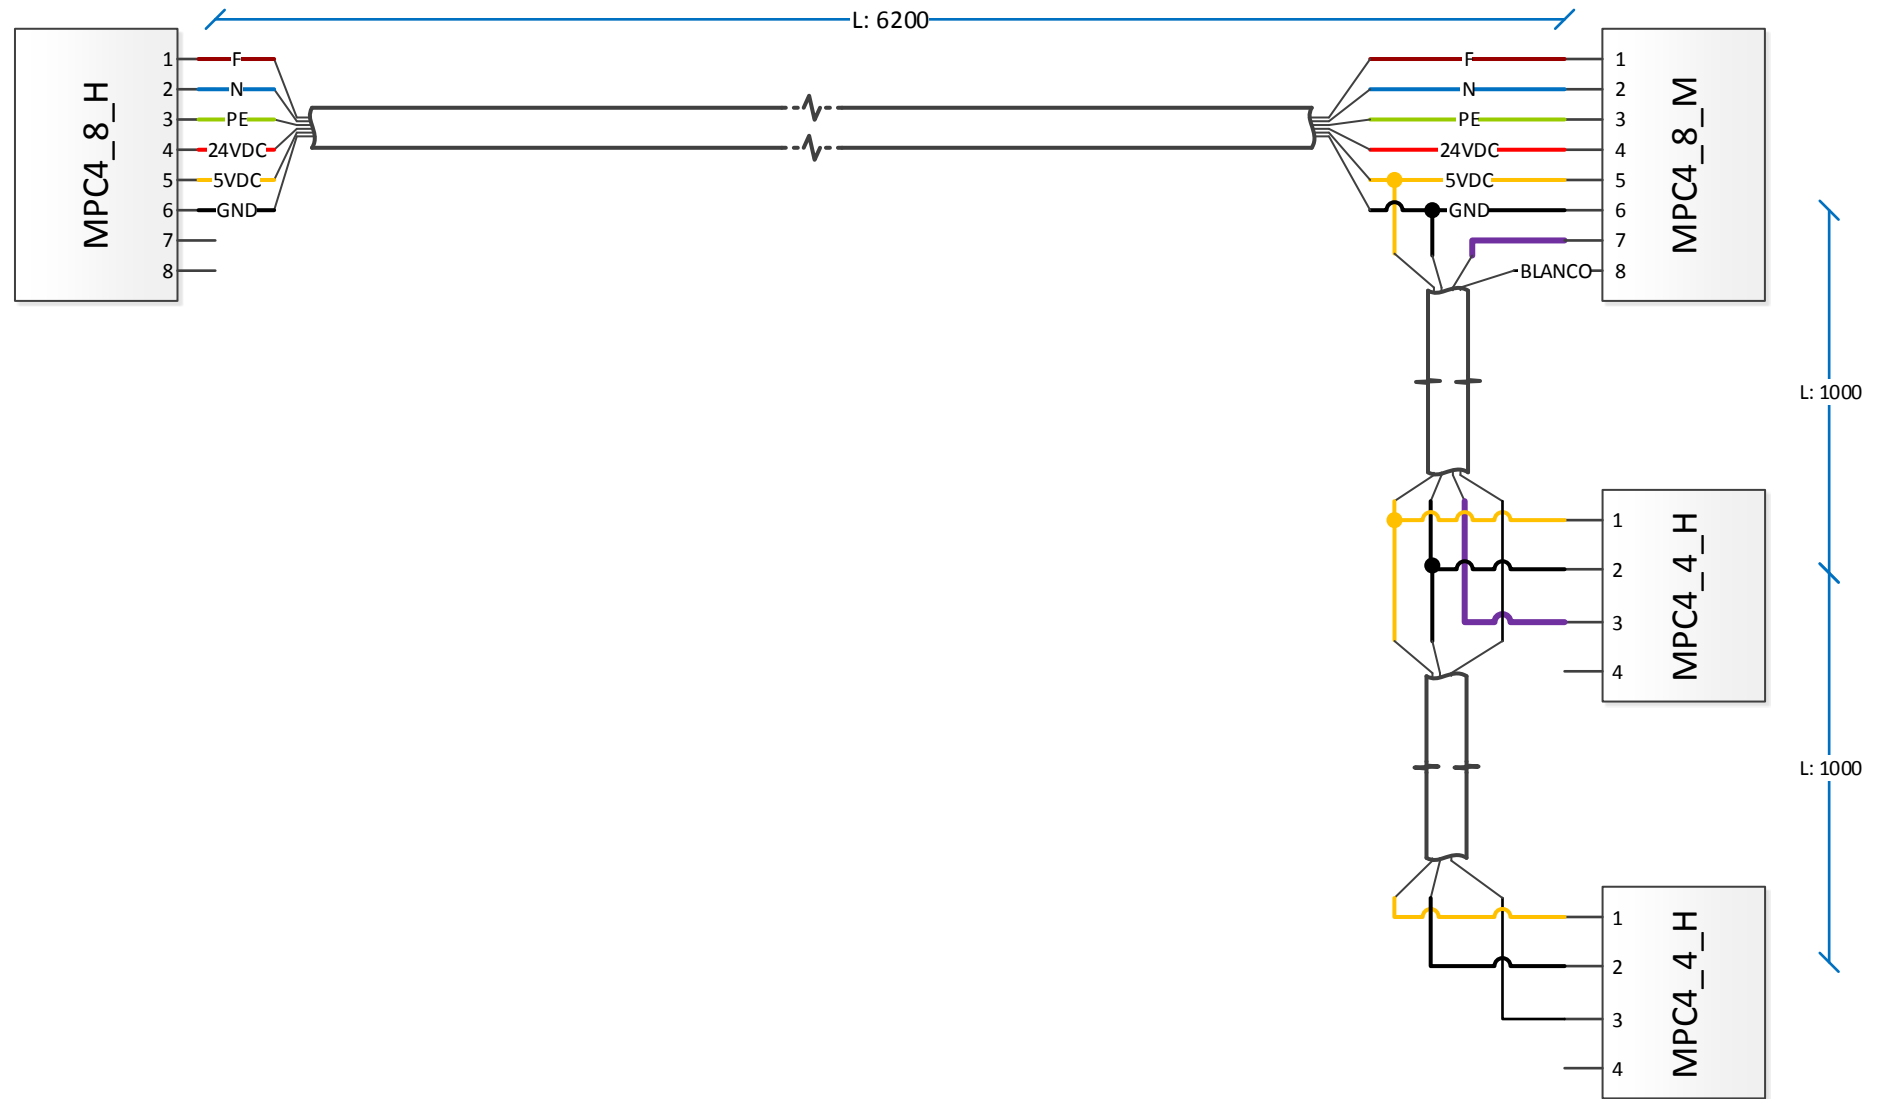 L: 6200
MPC4_8_H
1 F
2 N
3 PE
4 24VDC
5 5VDC
6 GND
7
8
F 1
N 2
PE 3
24VDC 4
5VDC 5
GND 6
7
BLANCO 8
MPC4_8_M
L: 1000
1
2
3
4
MPC4_4_H
L: 1000
1
2
3
4
MPC4_4_H